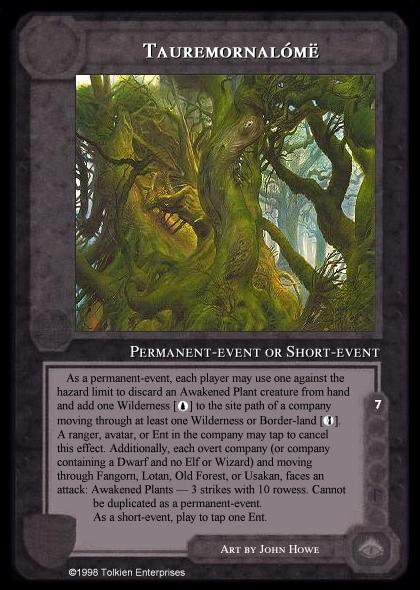 Tauremornalómë
Permanent-event or Short-event
As a permanent-event, each player may use one against the
hazard limit to discard an Awakened Plant creature from hand
and add one Wilderness [ ] to the site path of a company
moving through at least one Wilderness or Border-land [ ].
A ranger, avatar, or Ent in the company may tap to cancel
this effect. Additionally, each overt company (or company
containing a Dwarf and no Elf or Wizard) and moving
through Fangorn, Lotan, Old Forest, or Usakan, faces an
attack: Awakened Plants — 3 strikes with 10 rowess. Cannot
be duplicated as a permanent-event.
As a short-event, play to tap one Ent.
7
Art by John Howe
©1998 Tolkien Enterprises